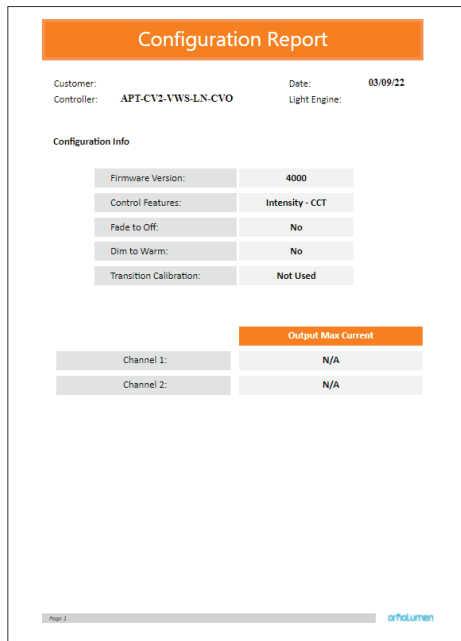 Configuration Report
Customer: Date: 03/09/22
Controller: APT-CV2-VWS-LN-CVO Light Engine:
Configuration Info
Firmware Version: 4000
Control Features: Intensity - CCT
Fade to Off: No
Dim to Warm: No
Transition Calibration: Not Used
Output Max Current
Channel 1: N/A
Channel 2: N/A
Page 1 artholumen